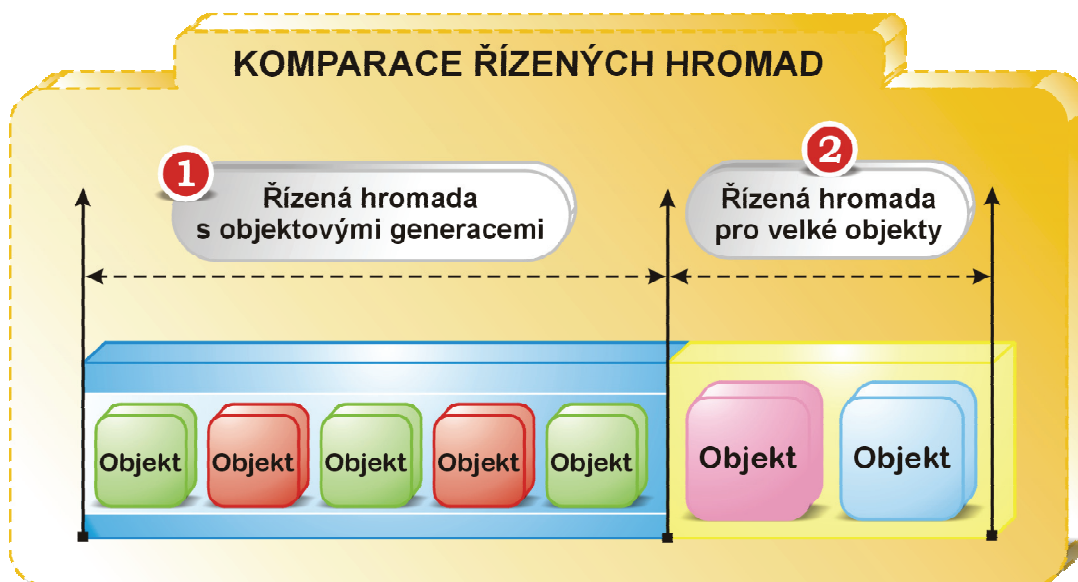 KOMPARACE ŘÍZENÝCH HROMAD
1
Řízená hromada
s objektovými generacemi
2
Řízená hromada
pro velké objekty
Objekt
Objekt
Objekt
Objekt
Objekt
Objekt
Objekt